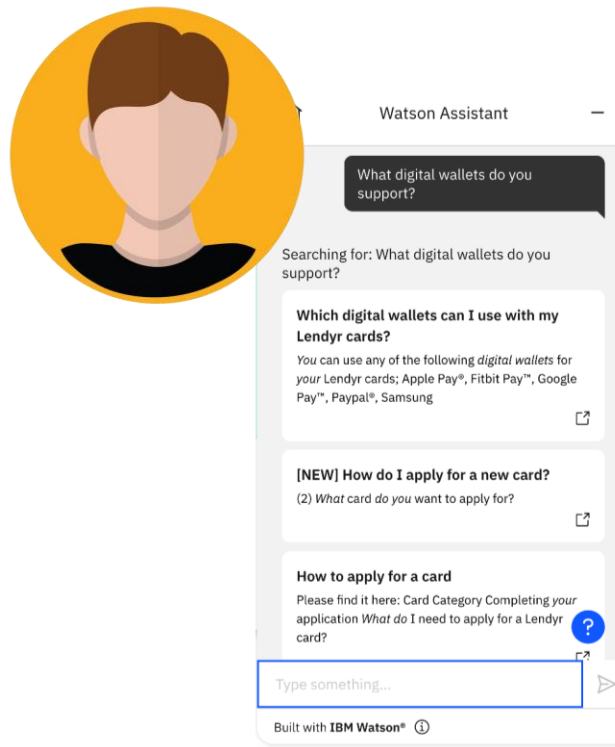 Watson Assistant
What digital wallets do you
support?
Searching for: What digital wallets do you
support?
Which digital wallets can I use with my
Lendyr cards?
You can use any of the following digital wallets for
your Lendyr cards; Apple Pay®, Fitbit Pay™, Google
Pay™, Paypal®, Samsung
[NEW] How do I apply for a new card?
(2) What card do you want to apply for?
How to apply for a card
Please find it here: Card Category Completing your
application What do I need to apply for a Lendyr
card?
?
Type something...
Built with IBM Watson®